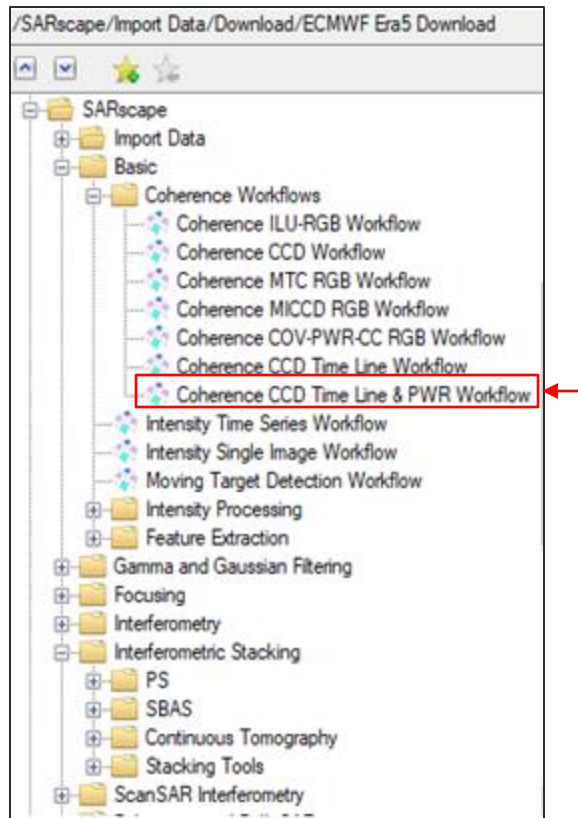 /SARscape/Import Data/Download/ECMWF Era5 Download
SARscape
Import Data
Basic
Coherence Workflows
Coherence ILU-RGB Workflow
Coherence CCD Workflow
Coherence MTC RGB Workflow
Coherence MICCD RGB Workflow
Coherence COV-PWR-CC RGB Workflow
Coherence CCD Time Line Workflow
Coherence CCD Time Line & PWR Workflow
Intensity Time Series Workflow
Intensity Single Image Workflow
Moving Target Detection Workflow
Intensity Processing
Feature Extraction
Gamma and Gaussian Filtering
Focusing
Interferometry
Interferometric Stacking
PS
SBAS
Continuous Tomography
Stacking Tools
ScanSAR Interferometry